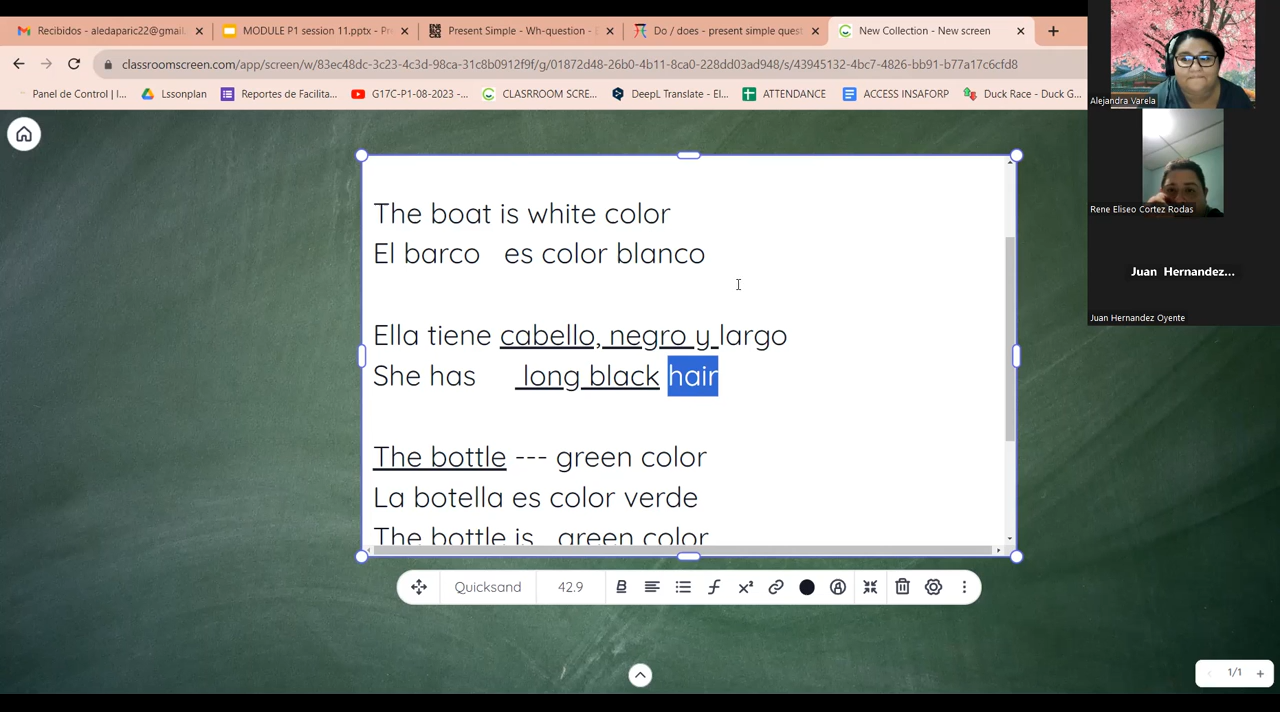 Recibidos - aledaparic22@gmail.
MODULE P1 session 11.pptx - Pre
Present Simple - Wh-question - D
Do / does - present simple quest
New Collection - New screen
classroomscreen.com/app/screen/w/83ec48dc-3c23-4c3d-98ca-31c8b0912f9f/g/01872d48-26b0-4b11-8ca0-228dd03ad948/s/43945132-4bc7-4826-bb91-b77a17c6cfd8
Panel de Control | I...
Lssonplan
Reportes de Facilita...
G17C-P1-08-2023 -...
CLASRROOM SCRE...
DeepL Translate - El...
ATTENDANCE
ACCESS INSAFORP
Duck Race - Duck G...
Alejandra Varela
Rene Eliseo Cortez Rodas
Juan Hernandez...
Juan Hernandez Oyente
The boat is white color
El barco es color blanco
Ella tiene cabello, negro y largo
She has long black hair
The bottle --- green color
La botella es color verde
The bottle is green color
Quicksand
42.9
1/1